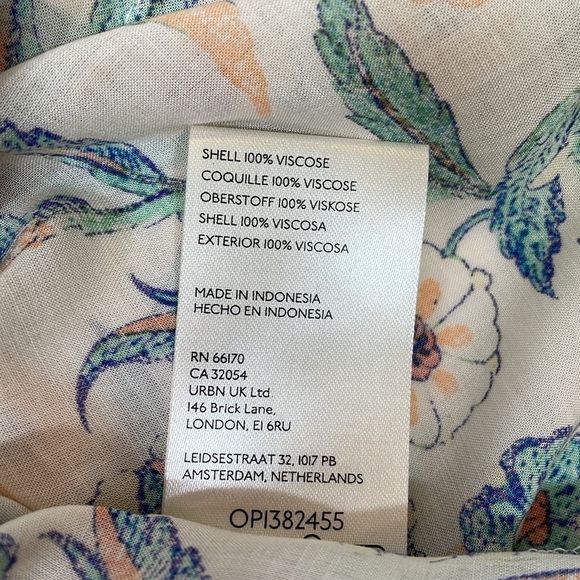 SHELL 100% VISCOSE
COQUILLE 100% VISCOSE
OBERSTOFF 100% VISKOSE
SHELL 100% VISCOSA
EXTERIOR 100% VISCOSA
MADE IN INDONESIA
HECHO EN INDONESIA
RN 66170
CA 32054
URBN UK Ltd.
146 Brick Lane,
LONDON, E1 6RU
LEIDSESTRAAT 32, 1017 PB
AMSTERDAM, NETHERLANDS
OP1382455